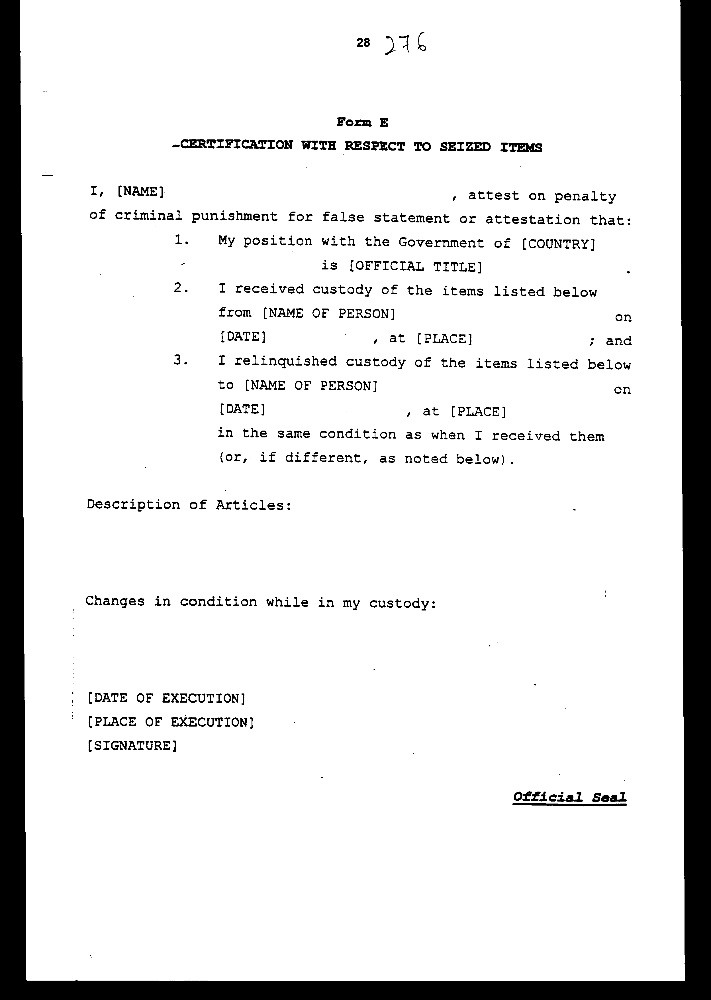 28 276
Form E
CERTIFICATION WITH RESPECT TO SEIZED ITEMS
I, [NAME] , attest on penalty
of criminal punishment for false statement or attestation that:
1. My position with the Government of [COUNTRY]
is [OFFICIAL TITLE] .
2. I received custody of the items listed below
from [NAME OF PERSON] on
[DATE] , at [PLACE] ; and
3. I relinquished custody of the items listed below
to [NAME OF PERSON] on
[DATE] , at [PLACE]
in the same condition as when I received them
(or, if different, as noted below).
Description of Articles:
Changes in condition while in my custody:
[DATE OF EXECUTION]
[PLACE OF EXECUTION]
[SIGNATURE]
Official Seal